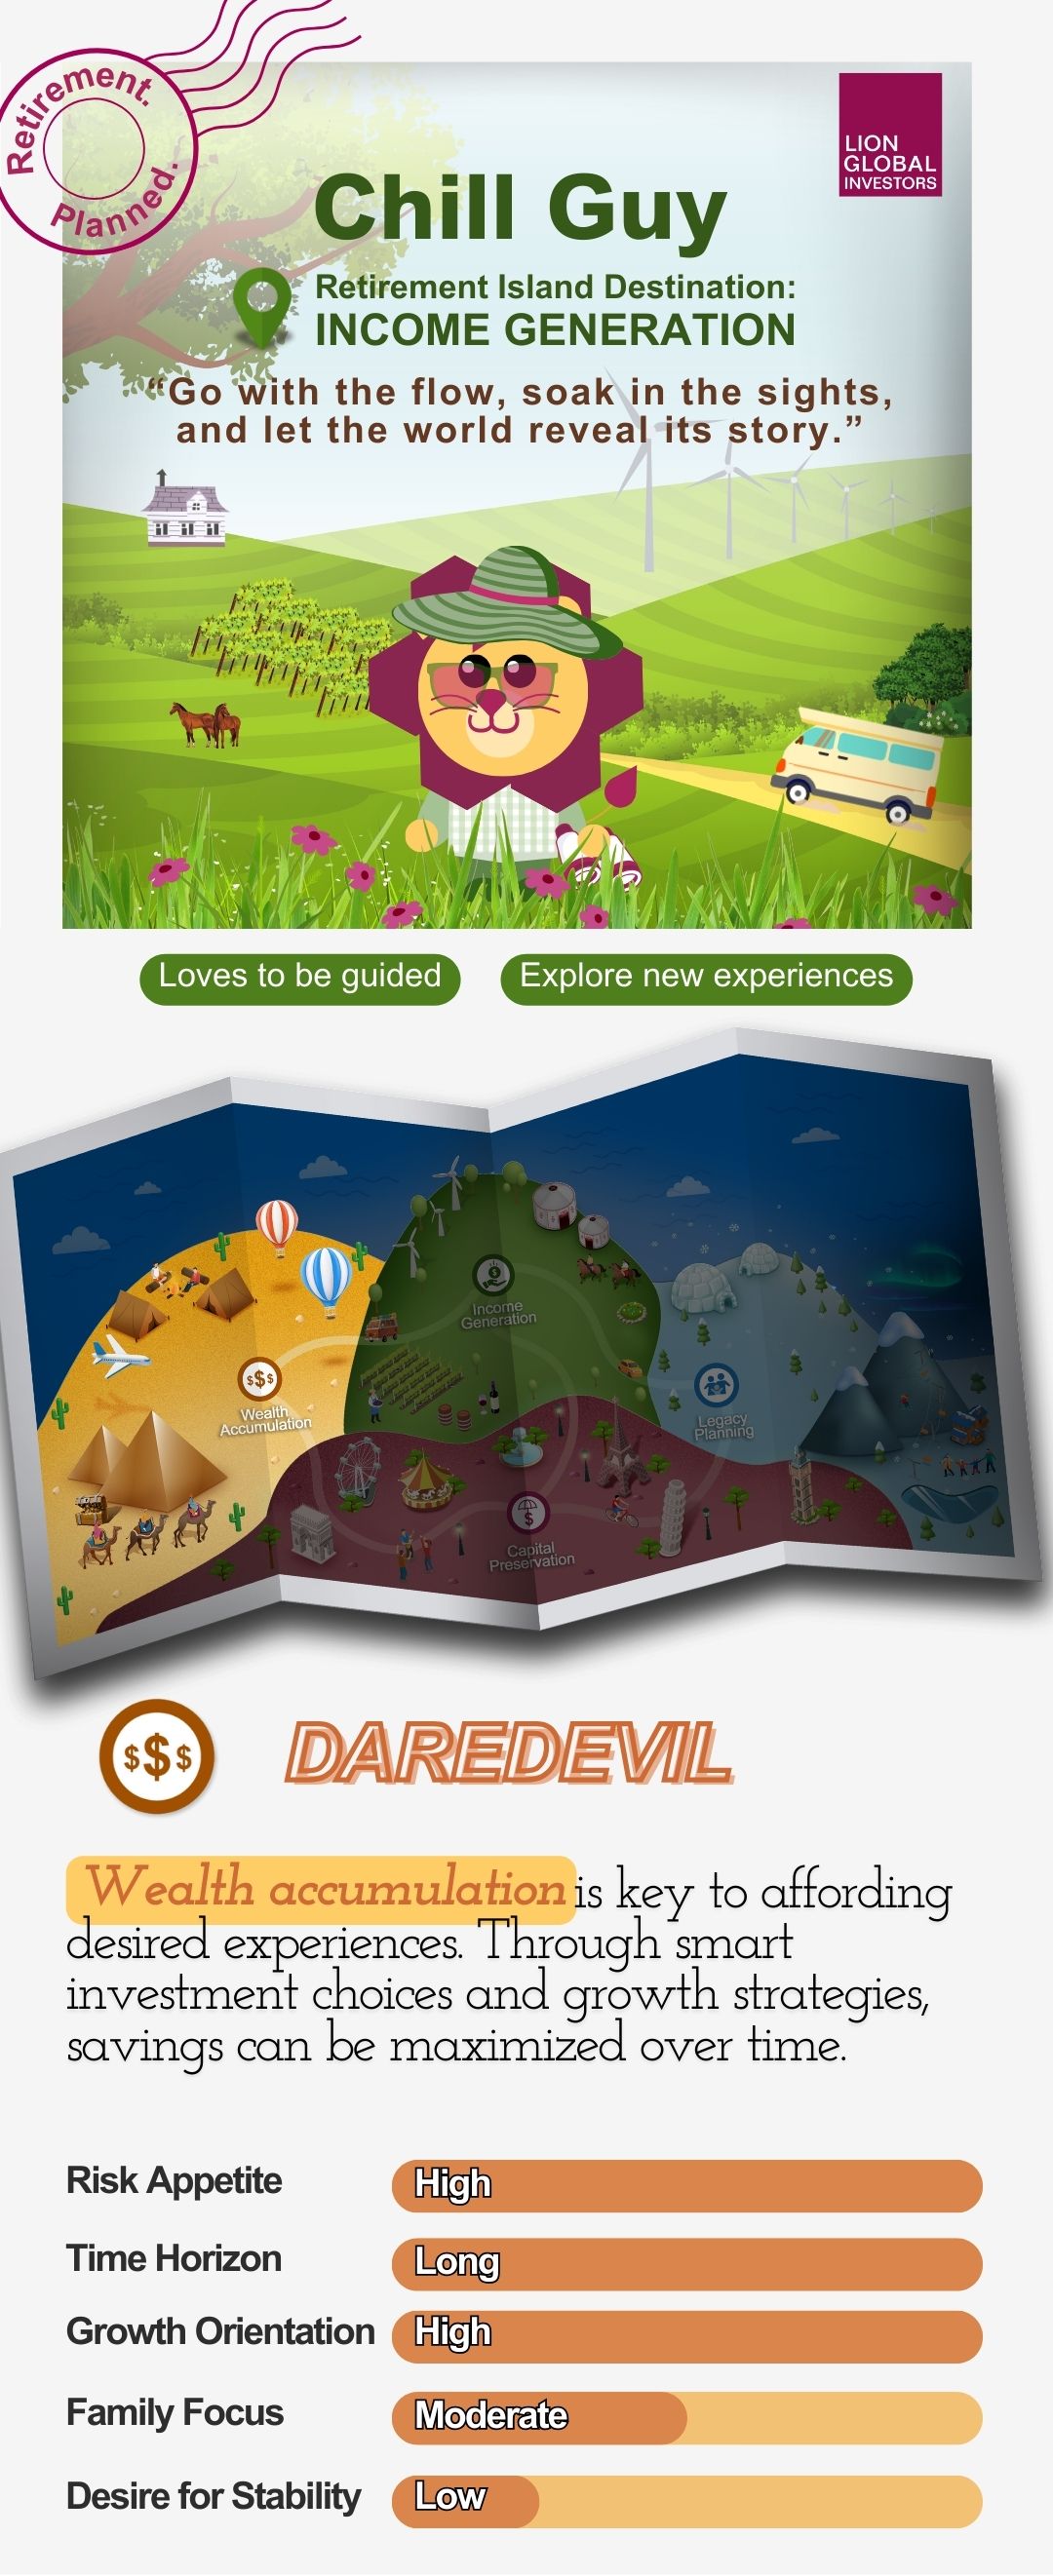 Retirement.
Planned.
LION
GLOBAL
INVESTORS
Chill Guy
Retirement Island Destination:
INCOME GENERATION
“Go with the flow, soak in the sights,
and let the world reveal its story.”
Loves to be guided
Explore new experiences
Income
Generation
$$$
Wealth
Accumulation
Legacy
Planning
$
Capital
Preservation
$$$
DAREDEVIL
Wealth accumulation is key to affording
desired experiences. Through smart
investment choices and growth strategies,
savings can be maximized over time.
Risk Appetite High
Time Horizon Long
Growth Orientation High
Family Focus Moderate
Desire for Stability Low